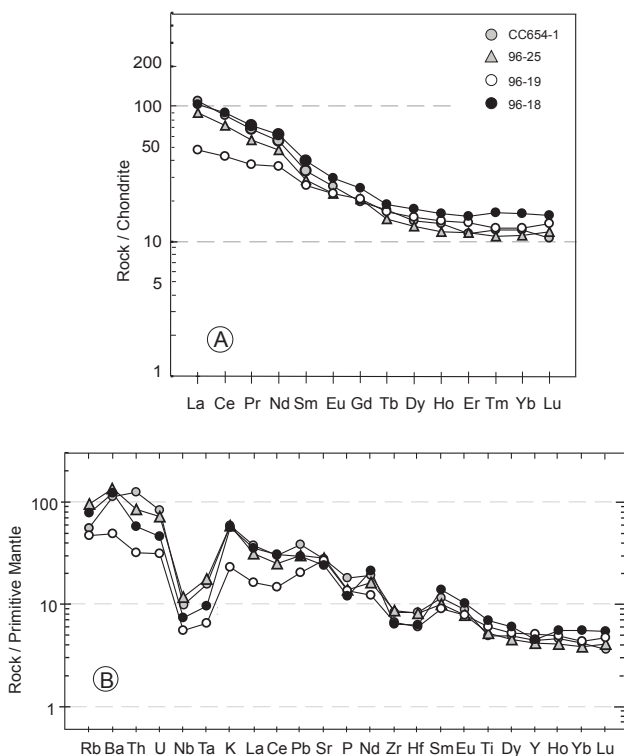 CC654-1
96-25
96-19
96-18
200
100
50
10
5
1
Rock / Chondrite
A
La Ce Pr Nd Sm Eu Gd Tb Dy Ho Er Tm Yb Lu
100
10
1
Rock / Primitive Mantle
B
Rb Ba Th U Nb Ta K La Ce Pb Sr P Nd Zr Hf Sm Eu Ti Dy Y Ho Yb Lu